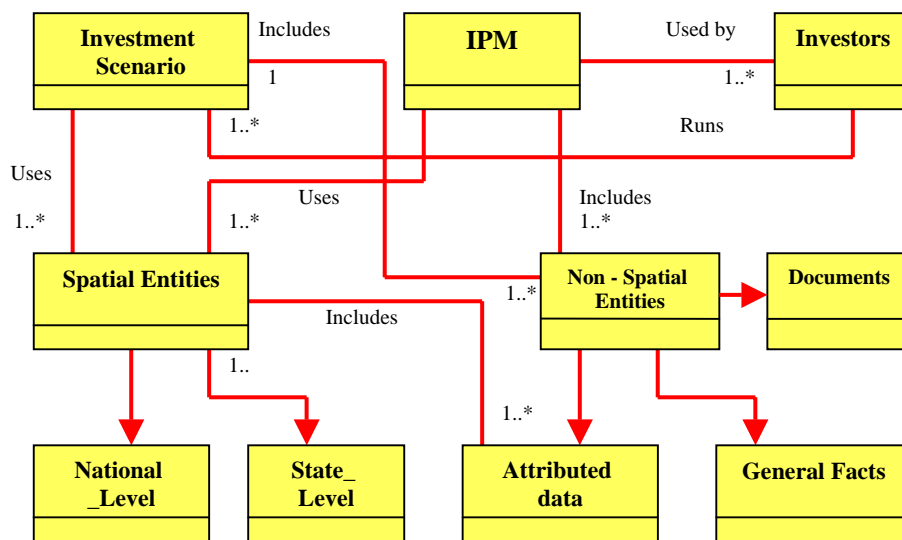 Investment
Scenario
Includes
1
IPM
Used by
1..*
Investors
1..*
Runs
Uses
1..*
Uses
1..*
Includes
1..*
Spatial Entities
Includes
1..*
Non - Spatial
Entities
Documents
1..
1..*
National
_Level
State_
Level
Attributed
data
General Facts